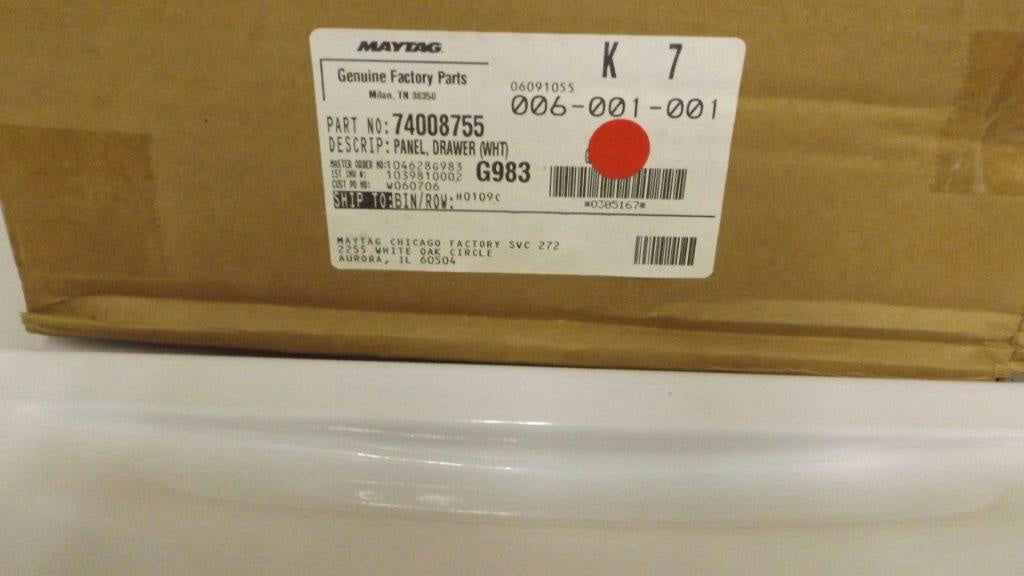 MAYTAG
Genuine Factory Parts
Milan, TN 38358
K 7
06091055
006-001-001
PART NO: 74008755
DESCRIP: PANEL, DRAWER (WHT)
MASTER ORDER NO: 104628G983
1ST INV #: 1039810002
G983
CUST PO NO: W060706
SHIP TO: BIN/ROW: H0109C
*0305167*
MAYTAG CHICAGO FACTORY SVC 272
2255 WHITE OAK CIRCLE
AURORA, IL 60504